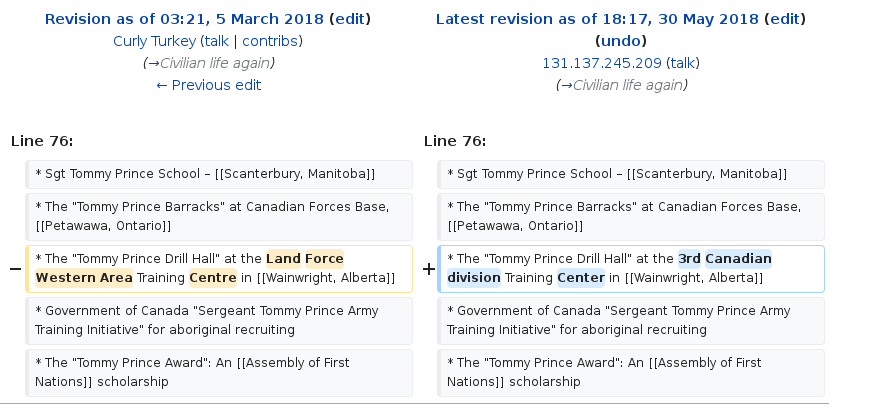 Revision as of 03:21, 5 March 2018 (edit)
Curly Turkey (talk | contribs)
(→Civilian life again)
← Previous edit
Latest revision as of 18:17, 30 May 2018 (edit)
(undo)
131.137.245.209 (talk)
(→Civilian life again)
Line 76:
* Sgt Tommy Prince School – [[Scanterbury, Manitoba]]
* The "Tommy Prince Barracks" at Canadian Forces Base,
[[Petawawa, Ontario]]
− * The "Tommy Prince Drill Hall" at the Land Force
Western Area Training Centre in [[Wainwright, Alberta]]
* Government of Canada "Sergeant Tommy Prince Army
Training Initiative" for aboriginal recruiting
* The "Tommy Prince Award": An [[Assembly of First
Nations]] scholarship
Line 76:
* Sgt Tommy Prince School – [[Scanterbury, Manitoba]]
* The "Tommy Prince Barracks" at Canadian Forces Base,
[[Petawawa, Ontario]]
+ * The "Tommy Prince Drill Hall" at the 3rd Canadian
division Training Center in [[Wainwright, Alberta]]
* Government of Canada "Sergeant Tommy Prince Army
Training Initiative" for aboriginal recruiting
* The "Tommy Prince Award": An [[Assembly of First
Nations]] scholarship